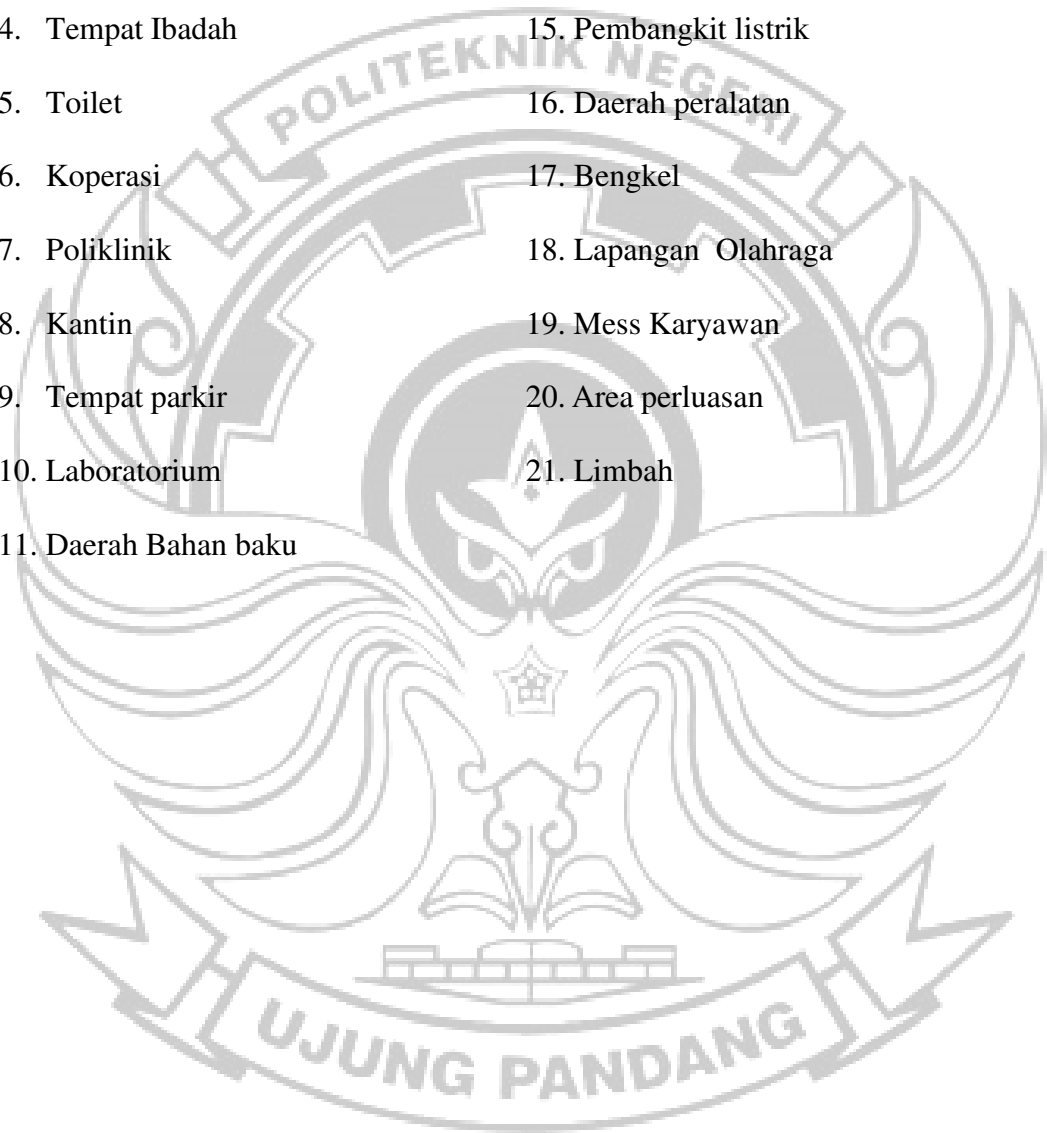 4. Tempat Ibadah
5. Toilet
6. Koperasi
7. Poliklinik
8. Kantin
9. Tempat parkir
10. Laboratorium
11. Daerah Bahan baku
15. Pembangkit listrik
16. Daerah peralatan
17. Bengkel
18. Lapangan Olahraga
19. Mess Karyawan
20. Area perluasan
21. Limbah
POLITEKNIK NEGERI
UJUNG PANDANG